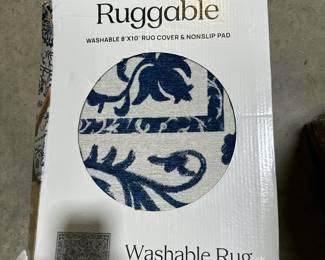 Ruggable
WASHABLE 8'X10' RUG COVER & NONSLIP PAD
Washable Rug